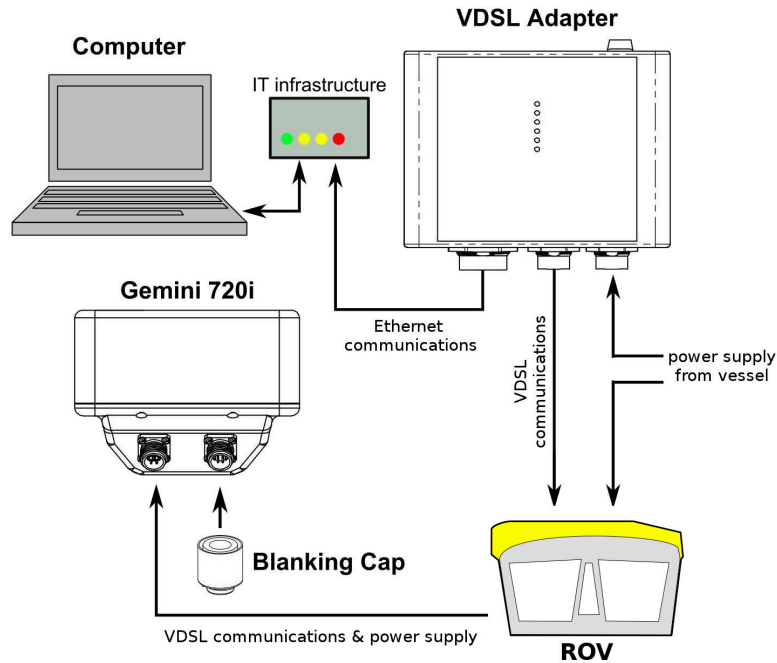 VDSL Adapter
Computer
IT infrastructure
Gemini 720i
Ethernet
communications
VDSL
communications
power supply
from vessel
Blanking Cap
VDSL communications & power supply
ROV